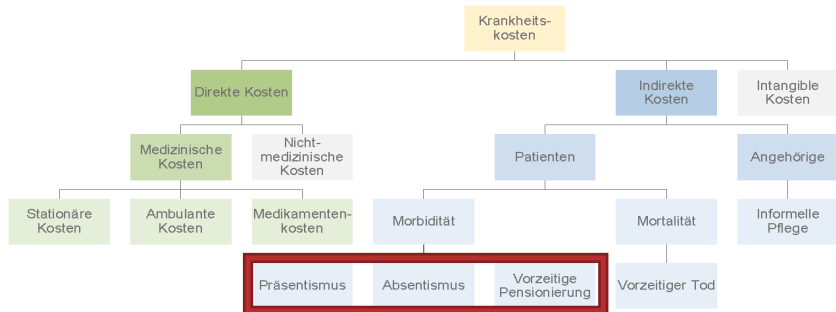 Krankheits-
kosten
Direkte Kosten
Indirekte
Kosten
Intangible
Kosten
Medizinische
Kosten
Nicht-
medizinische
Kosten
Patienten
Angehörige
Stationäre
Kosten
Ambulante
Kosten
Medikamenten-
kosten
Morbidität
Mortalität
Informelle
Pflege
Präsentismus
Absentismus
Vorzeitige
Pensionierung
Vorzeitiger Tod